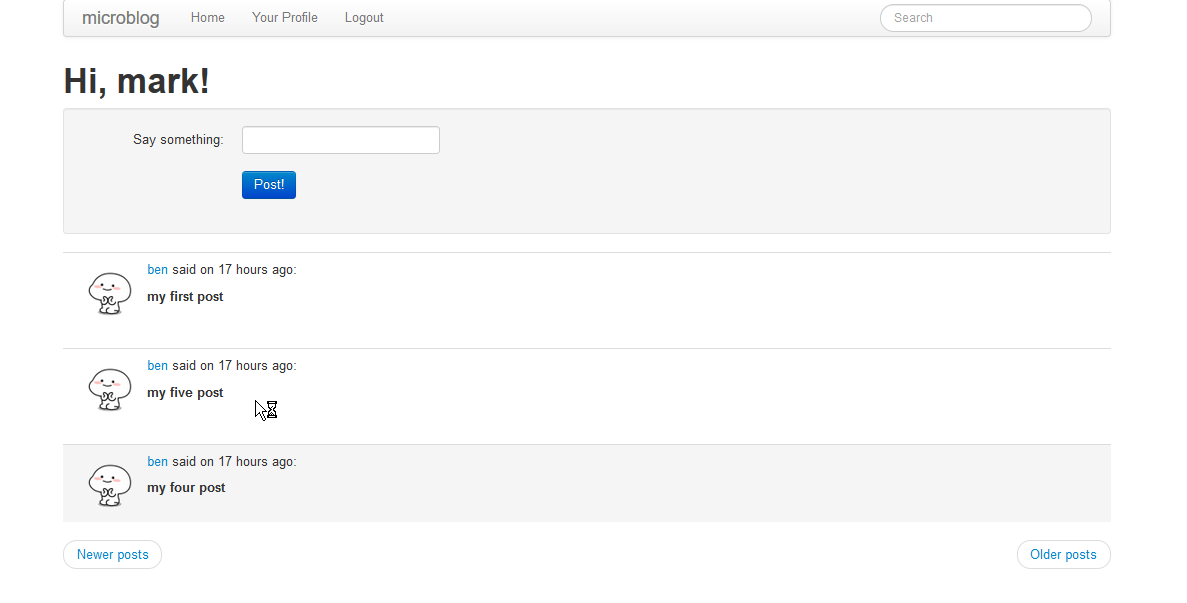 microblog Home Your Profile Logout Search
Hi, mark!
Say something:
Post!
ben said on 17 hours ago:
my first post
ben said on 17 hours ago:
my five post
ben said on 17 hours ago:
my four post
Newer posts Older posts